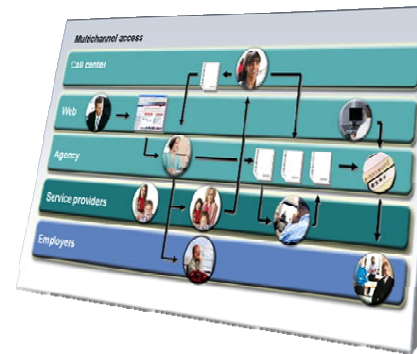 Multichannel access
Call center
Web
Agency
Service providers
Employers